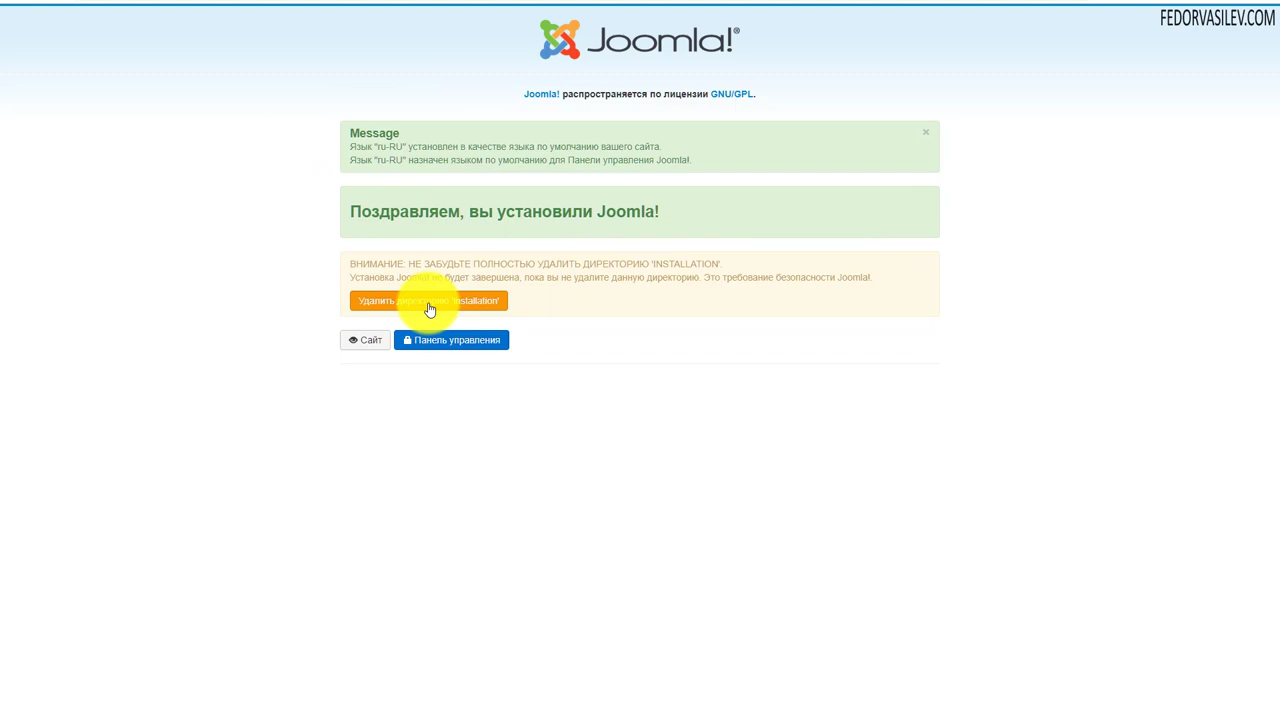 FEDORVASILEV.COM
Joomla!®
Joomla! распространяется по лицензии GNU/GPL.
Message
Язык "ru-RU" установлен в качестве языка по умолчанию вашего сайта.
Язык "ru-RU" назначен языком по умолчанию для Панели управления Joomla!.
Поздравляем, вы установили Joomla!
ВНИМАНИЕ: НЕ ЗАБУДЬТЕ ПОЛНОСТЬЮ УДАЛИТЬ ДИРЕКТОРИЮ 'INSTALLATION'.
Установка Joomla! не будет завершена, пока вы не удалите данную директорию. Это требование безопасности Joomla!.
Удалить директорию 'installation'
Сайт
Панель управления